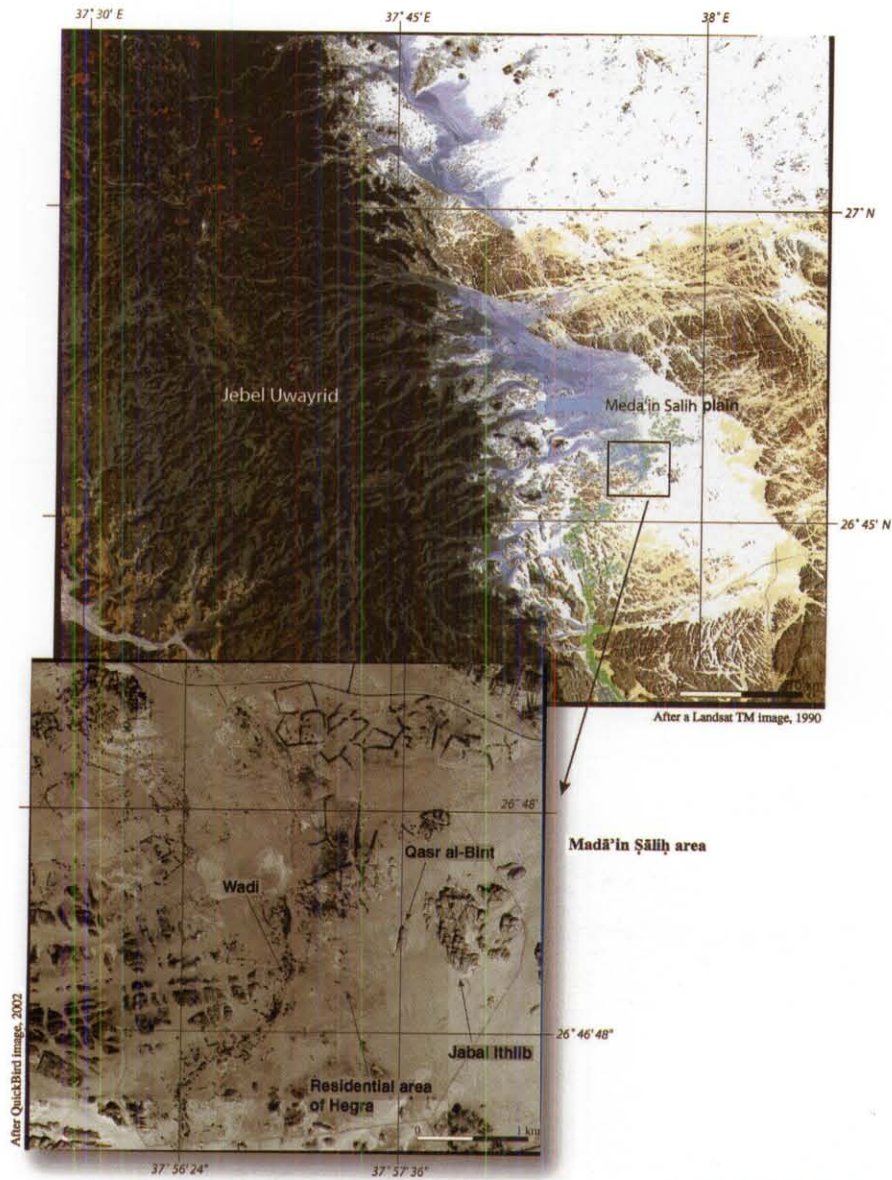 37° 30' E
37° 45' E
38° E
27° N
Jebel Uwayrid
Meda'in Salih plain
26° 45' N
After a Landsat TM image, 1990
26° 48'
Madā'in Ṣāliḥ area
Qasr al-Bint
Wadi
26° 46' 48"
Jabal Ithlib
Residential area
of Hegra
0 1 km
After QuickBird image, 2002
37° 56' 24"
37° 57' 36"